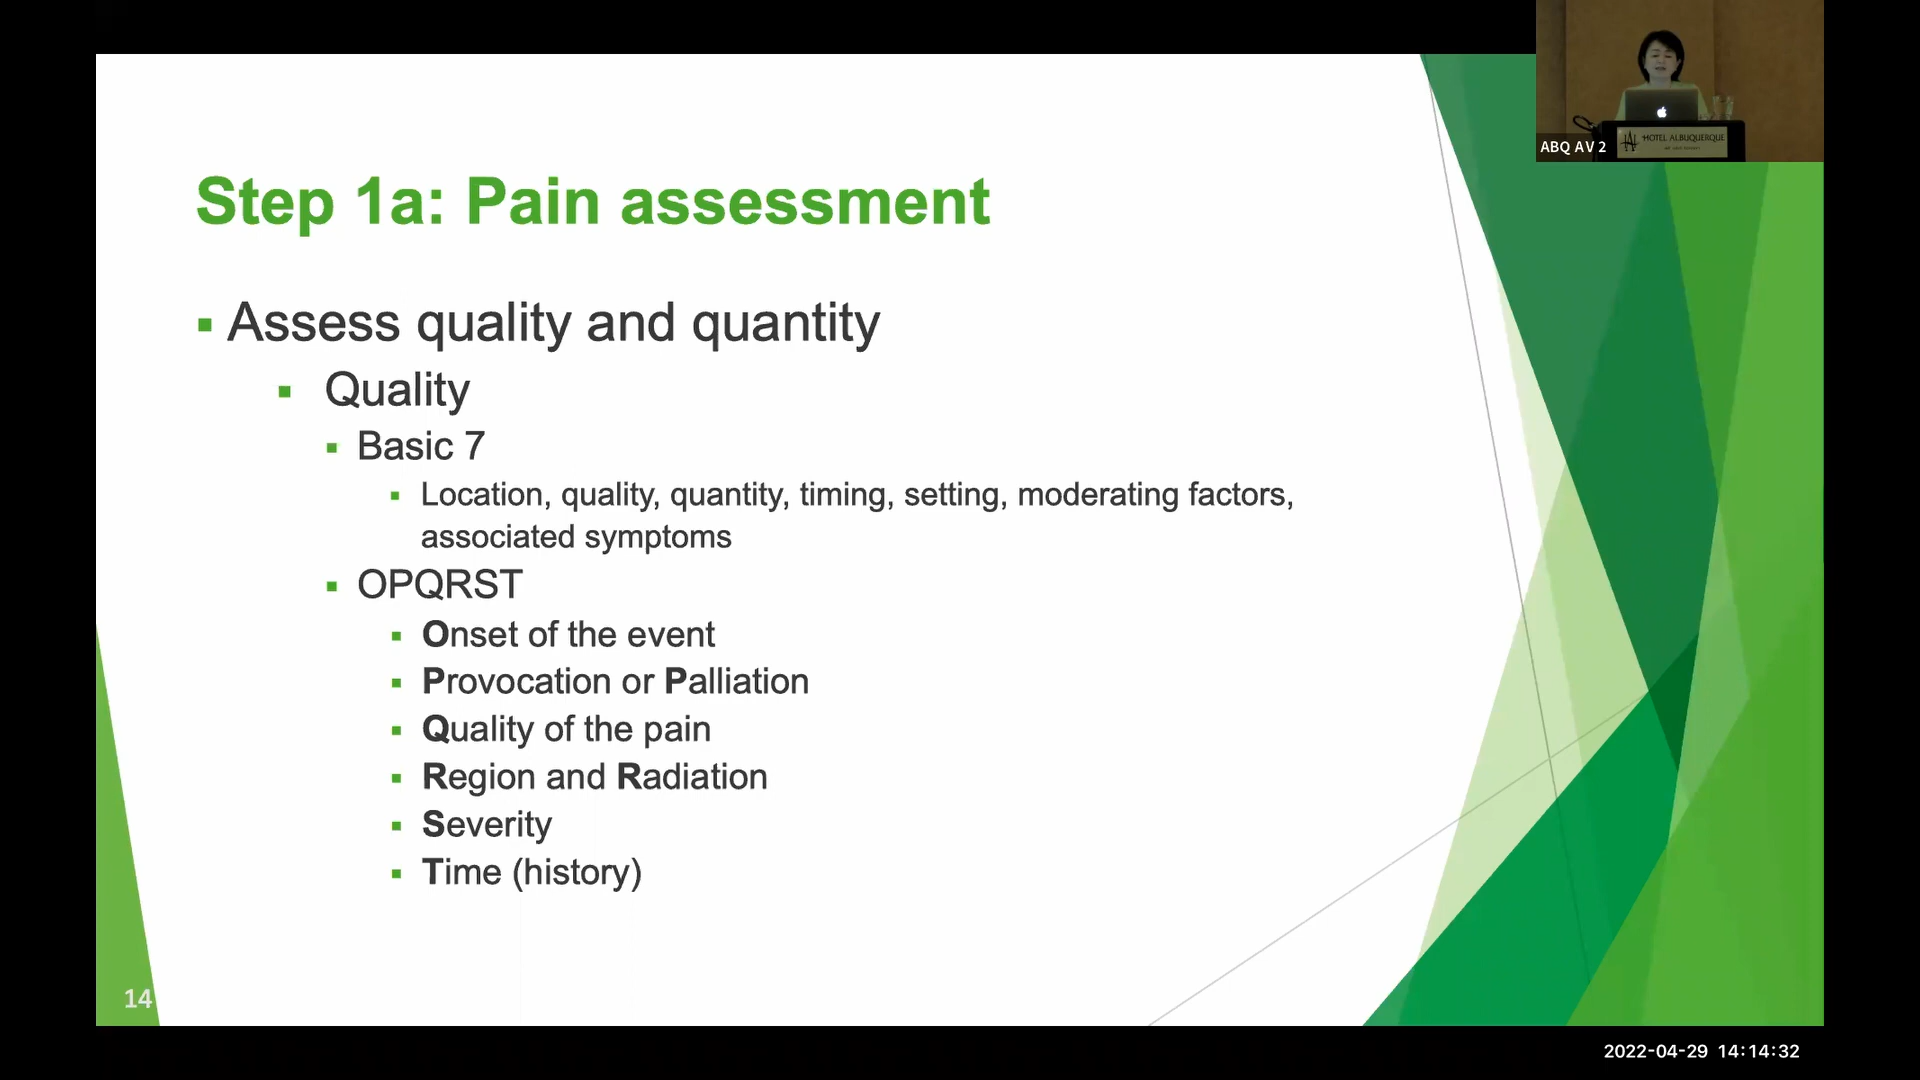 ABQ AV 2
HOTEL ALBUQUERQUE
Step 1a: Pain assessment
Assess quality and quantity
Quality
Basic 7
Location, quality, quantity, timing, setting, moderating factors,
associated symptoms
OPQRST
Onset of the event
Provocation or Palliation
Quality of the pain
Region and Radiation
Severity
Time (history)
14
2022-04-29 14:14:32